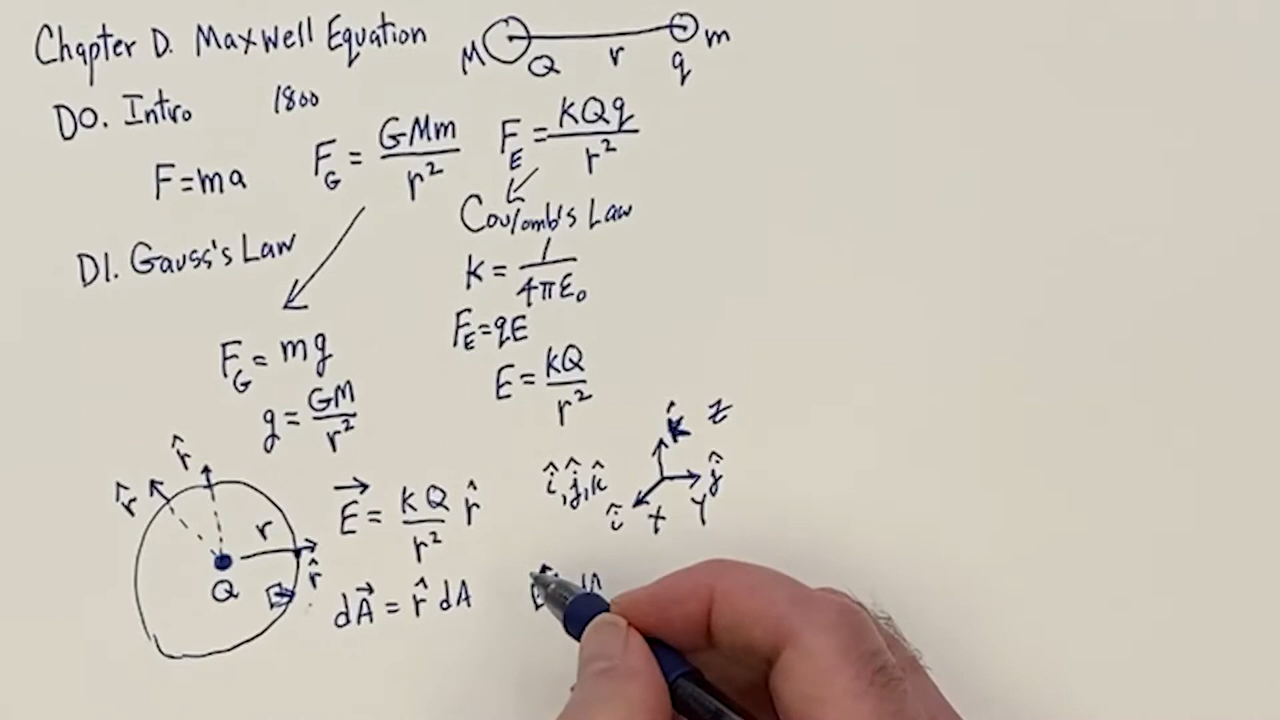 Chapter D. Maxwell Equation
M Q r q m
D0. Intro 1800
F=ma
F_G = GMm/r²
F_E = kQq/r²
Coulomb's Law
k = 1/4πε₀
F_E=qE
E = kQ/r²
D1. Gauss's Law
F_G = mg
g = GM/r²
r̂ r̂ r r̂ Q
E⃗ = kQ/r² r̂
î,ĵ,k̂
k̂ z
ĵ y
î x
dA⃗ = r̂ dA